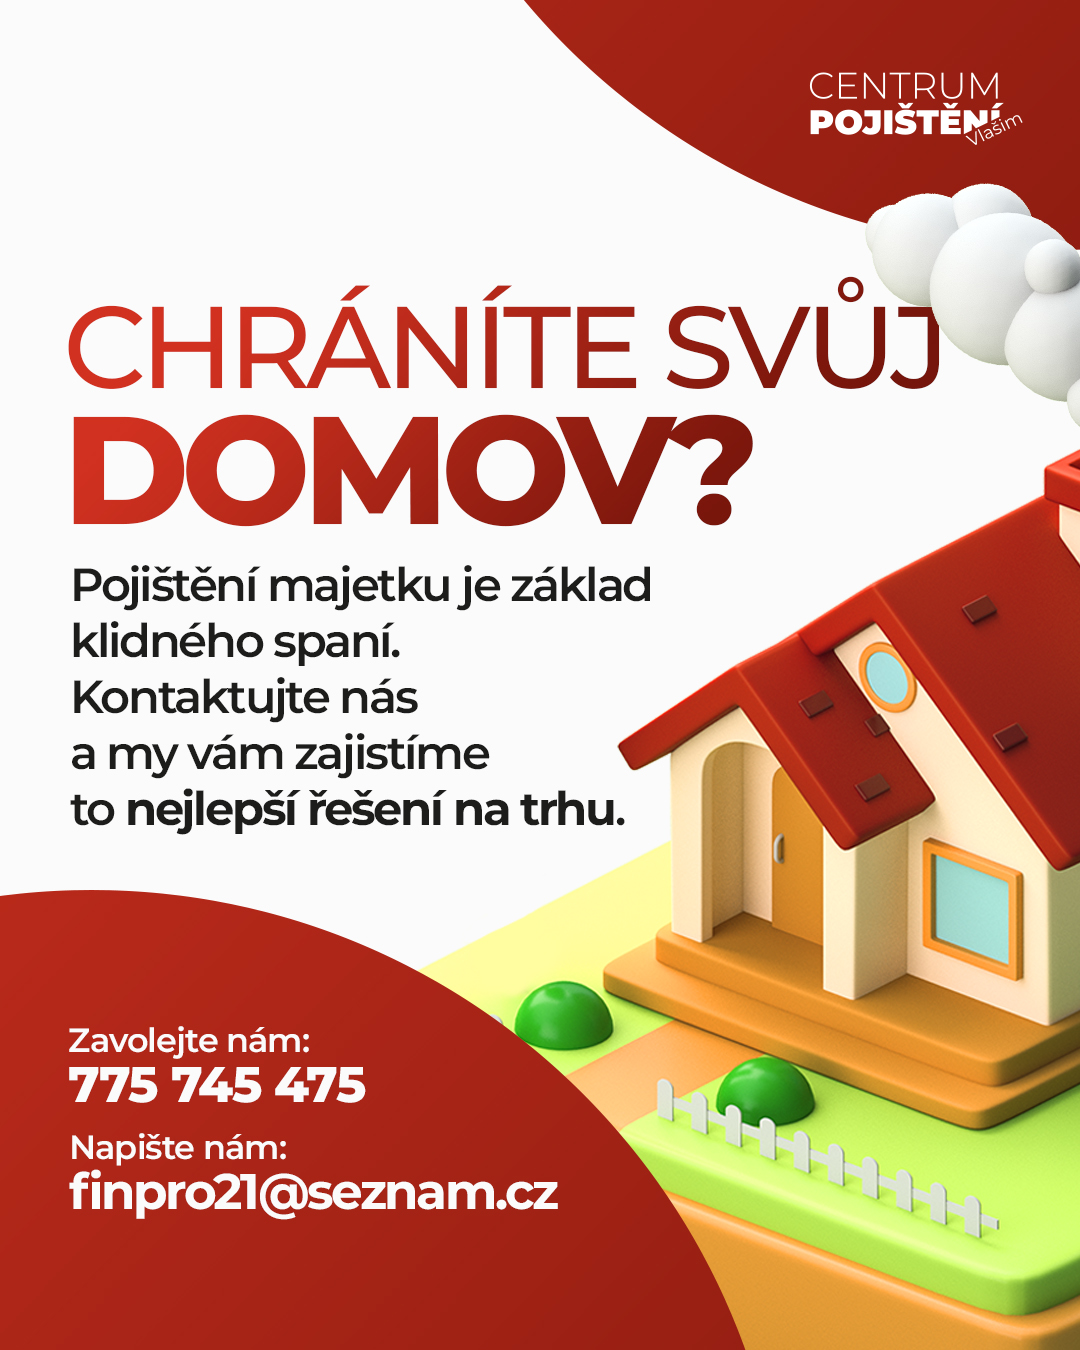 CENTRUM
POJIŠTĚNÍ
Vlašim
CHRÁNÍTE SVŮJ
DOMOV?
Pojištění majetku je základ
klidného spaní.
Kontaktujte nás
a my vám zajistíme
to nejlepší řešení na trhu.
Zavolejte nám:
775 745 475
Napište nám:
finpro21@seznam.cz